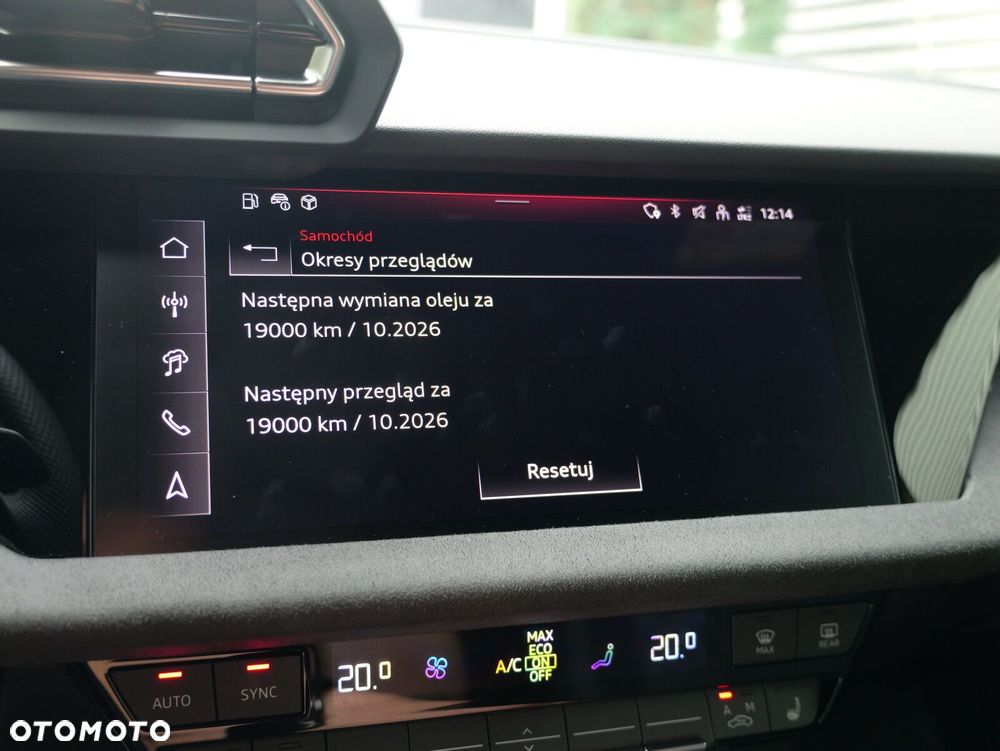 12:14
Samochód
Okresy przeglądów
Następna wymiana oleju za
19000 km / 10.2026
Następny przegląd za
19000 km / 10.2026
Resetuj
MAX
ECO
A/C ON
OFF
20.0
20.0
AUTO
SYNC
MAX
REAR
A M
OTOMOTO